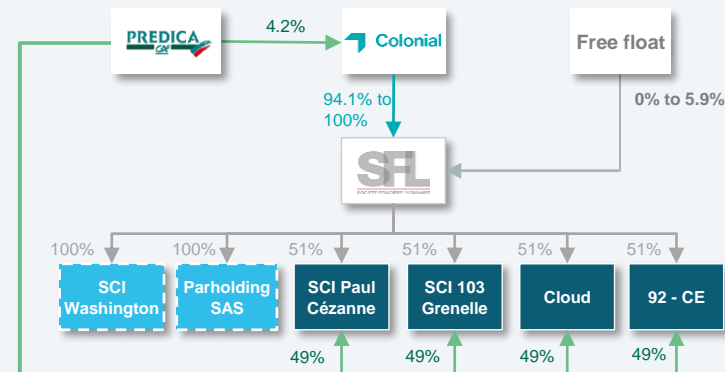 4.2%
PREDICA
CA
Colonial
Free float
94.1% to
100%
0% to 5.9%
SFL
SOCIÉTÉ FONCIÈRE LYONNAISE
100%
100%
51%
51%
51%
51%
SCI
Washington
Parholding
SAS
SCI Paul
Cézanne
SCI 103
Grenelle
Cloud
92 - CE
49%
49%
49%
49%